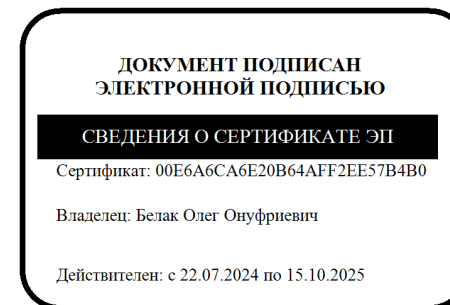 ДОКУМЕНТ ПОДПИСАН
ЭЛЕКТРОННОЙ ПОДПИСЬЮ
СВЕДЕНИЯ О СЕРТИФИКАТЕ ЭП
Сертификат: 00E6A6CA6E20B64AFF2EE57B4B0
Владелец: Белак Олег Онуфриевич
Действителен: с 22.07.2024 по 15.10.2025